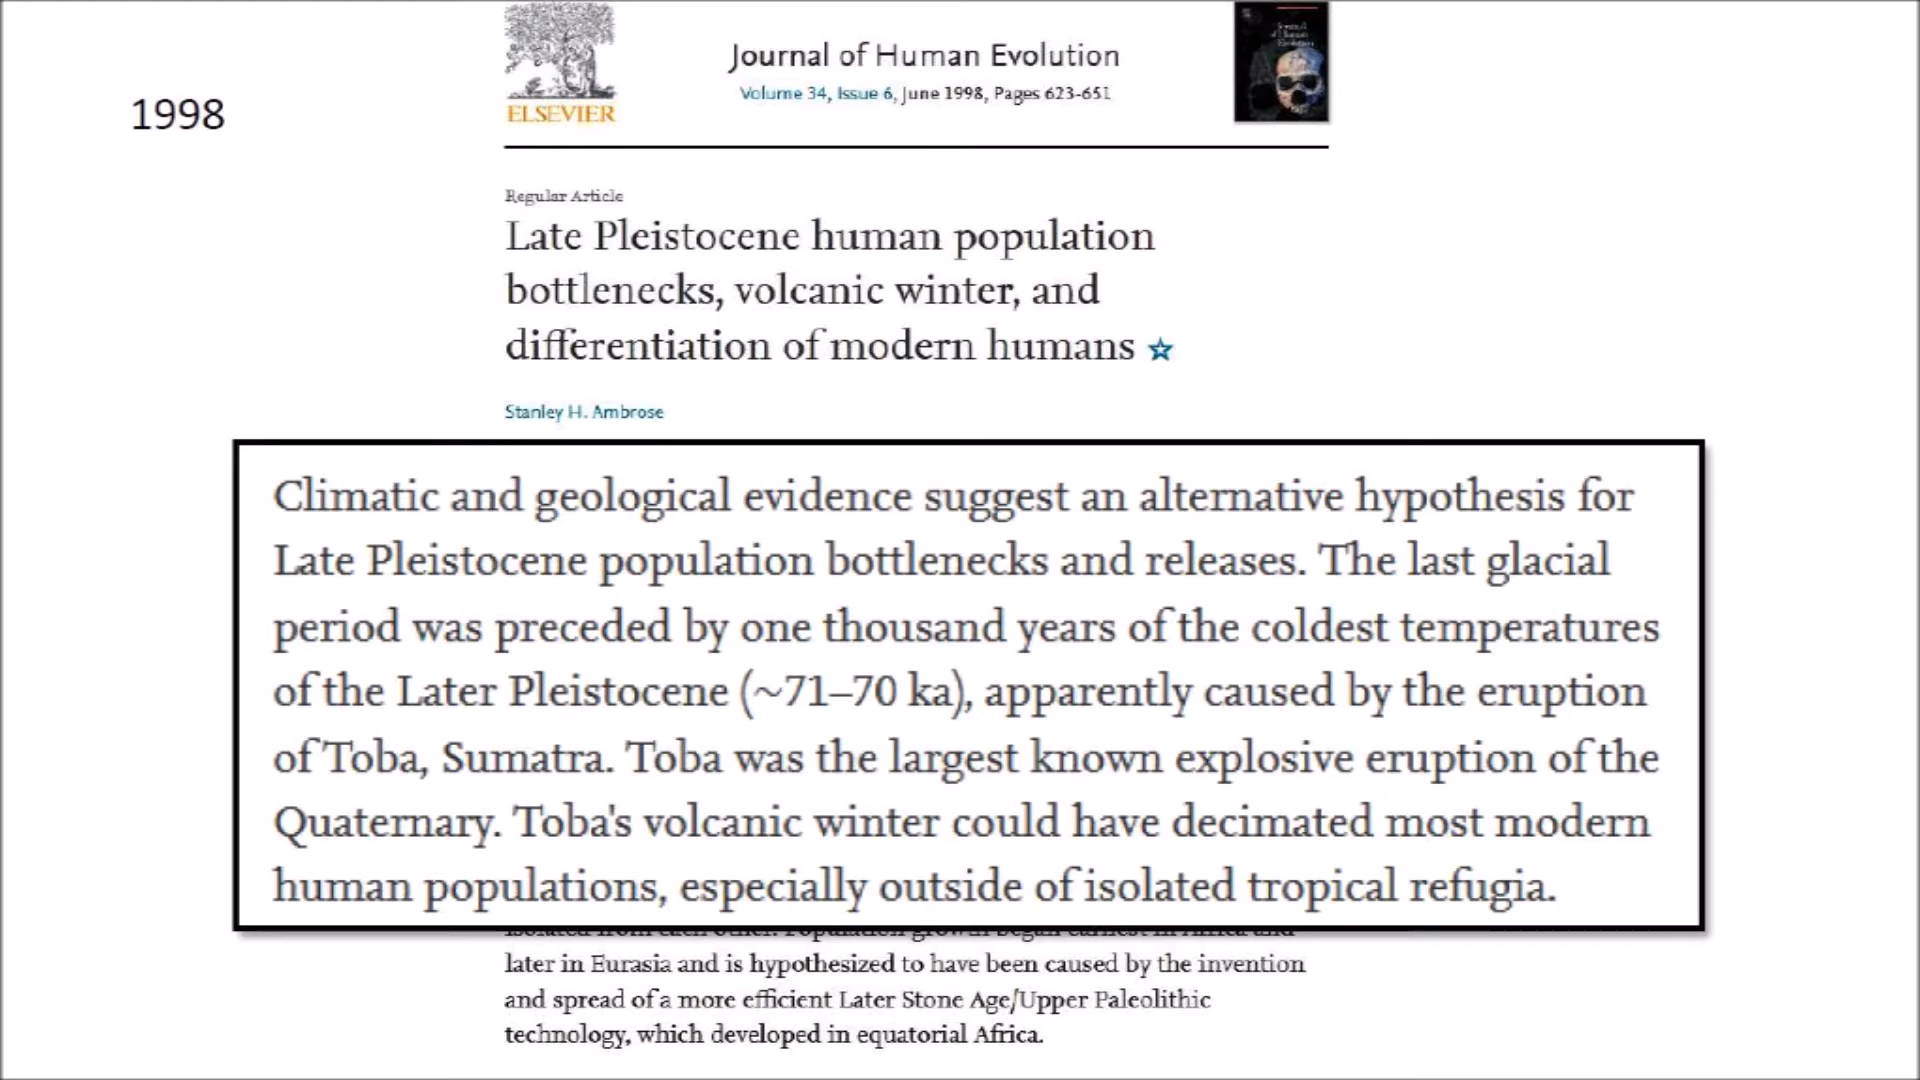 1998
ELSEVIER
Journal of Human Evolution
Volume 34, Issue 6, June 1998, Pages 623-651
Regular Article
Late Pleistocene human population
bottlenecks, volcanic winter, and
differentiation of modern humans ☆
Stanley H. Ambrose
Climatic and geological evidence suggest an alternative hypothesis for
Late Pleistocene population bottlenecks and releases. The last glacial
period was preceded by one thousand years of the coldest temperatures
of the Later Pleistocene (~71–70 ka), apparently caused by the eruption
of Toba, Sumatra. Toba was the largest known explosive eruption of the
Quaternary. Toba's volcanic winter could have decimated most modern
human populations, especially outside of isolated tropical refugia.
later in Eurasia and is hypothesized to have been caused by the invention
and spread of a more efficient Later Stone Age/Upper Paleolithic
technology, which developed in equatorial Africa.